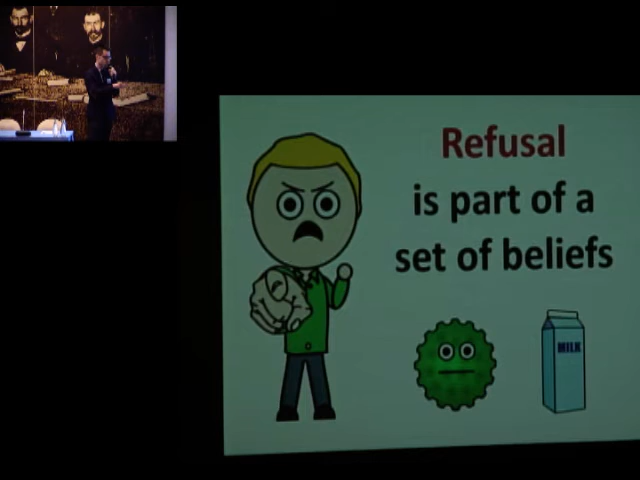 Refusal
is part of a
set of beliefs
MILK